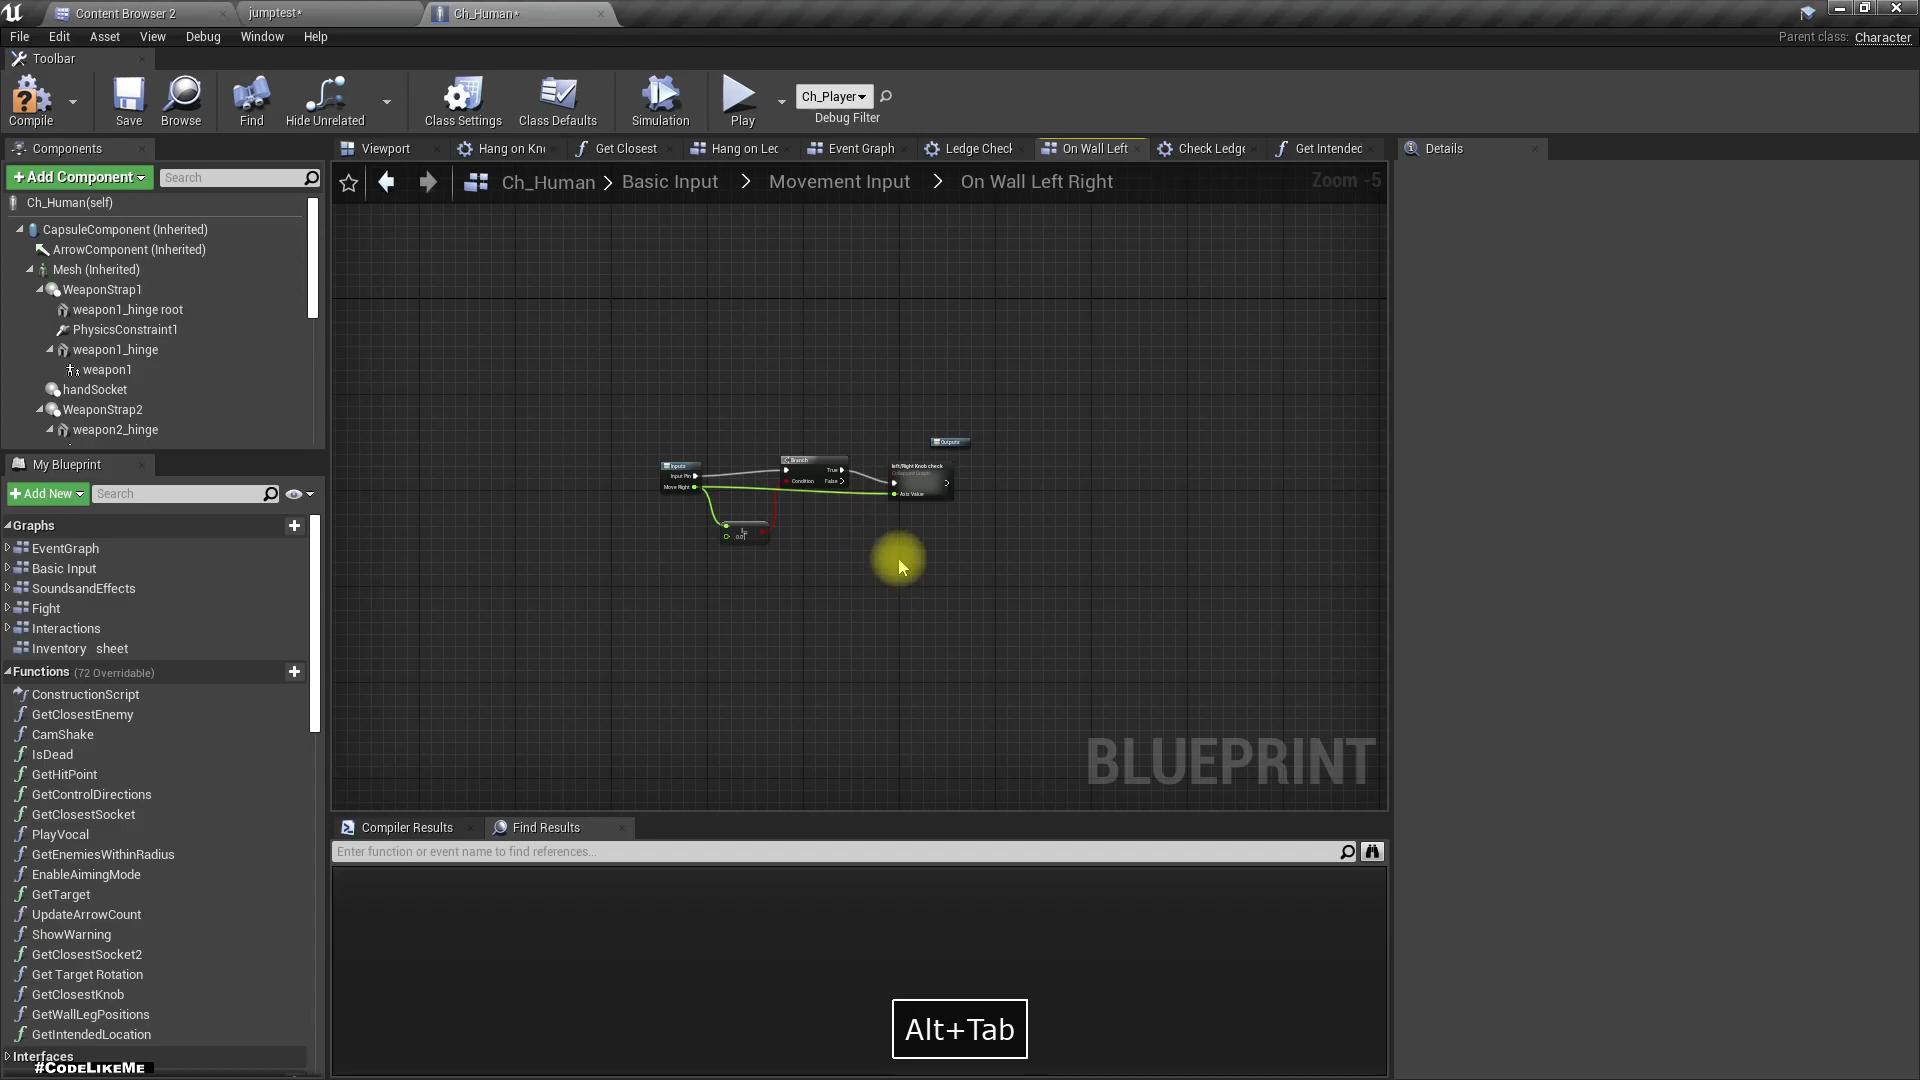 Content Browser 2
jumptest*
Ch_Human*
File Edit Asset View Debug Window Help
Parent class: Character
Toolbar
Compile
Save
Browse
Find
Hide Unrelated
Class Settings
Class Defaults
Simulation
Play
Ch_Player
Debug Filter
Components
Viewport
Hang on Kn
Get Closest
Hang on Led
Event Graph
Ledge Check
On Wall Left
Check Ledge
Get Intended
Details
+Add Component
Search
Ch_Human > Basic Input > Movement Input > On Wall Left Right
Zoom -5
Ch_Human(self)
CapsuleComponent (Inherited)
ArrowComponent (Inherited)
Mesh (Inherited)
WeaponStrap1
weapon1_hinge root
PhysicsConstraint1
weapon1_hinge
weapon1
handSocket
WeaponStrap2
weapon2_hinge
Inputs
Input Pin
Move Right
Branch
True
Condition
False
left/Right Knob check
Collapsed Graph
Axis Value
Outputs
!=
0.0
BLUEPRINT
My Blueprint
+Add New
Search
Graphs
EventGraph
Basic Input
SoundsandEffects
Fight
Interactions
Inventory sheet
Functions (72 Overridable)
ConstructionScript
GetClosestEnemy
CamShake
IsDead
GetHitPoint
GetControlDirections
GetClosestSocket
PlayVocal
GetEnemiesWithinRadius
EnableAimingMode
GetTarget
UpdateArrowCount
ShowWarning
GetClosestSocket2
Get Target Rotation
GetClosestKnob
GetWallLegPositions
GetIntendedLocation
Interfaces
#CODELIKEME
Compiler Results
Find Results
Enter function or event name to find references...
Alt+Tab